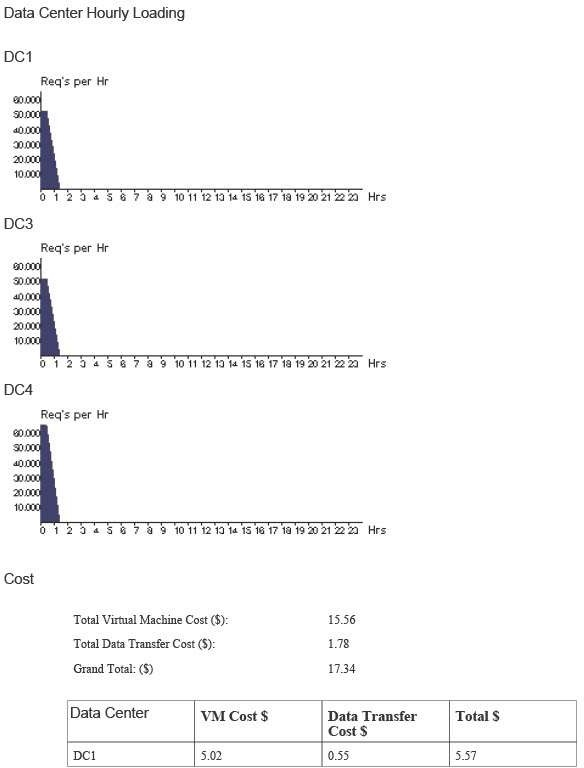 Data Center Hourly Loading
DC1
Req's per Hr
60.000
50.000
40.000
30.000
20.000
10.000
0 1 2 3 4 5 6 7 8 9 10 11 12 13 14 15 16 17 18 19 20 21 22 23 Hrs
DC3
Req's per Hr
60.000
50.000
40.000
30.000
20.000
10.000
0 1 2 3 4 5 6 7 8 9 10 11 12 13 14 15 16 17 18 19 20 21 22 23 Hrs
DC4
Req's per Hr
60.000
50.000
40.000
30.000
20.000
10.000
0 1 2 3 4 5 6 7 8 9 10 11 12 13 14 15 16 17 18 19 20 21 22 23 Hrs
Cost
Total Virtual Machine Cost ($): 15.56
Total Data Transfer Cost ($): 1.78
Grand Total: ($) 17.34
Data Center VM Cost $ Data Transfer Total $
Cost $
DC1 5.02 0.55 5.57